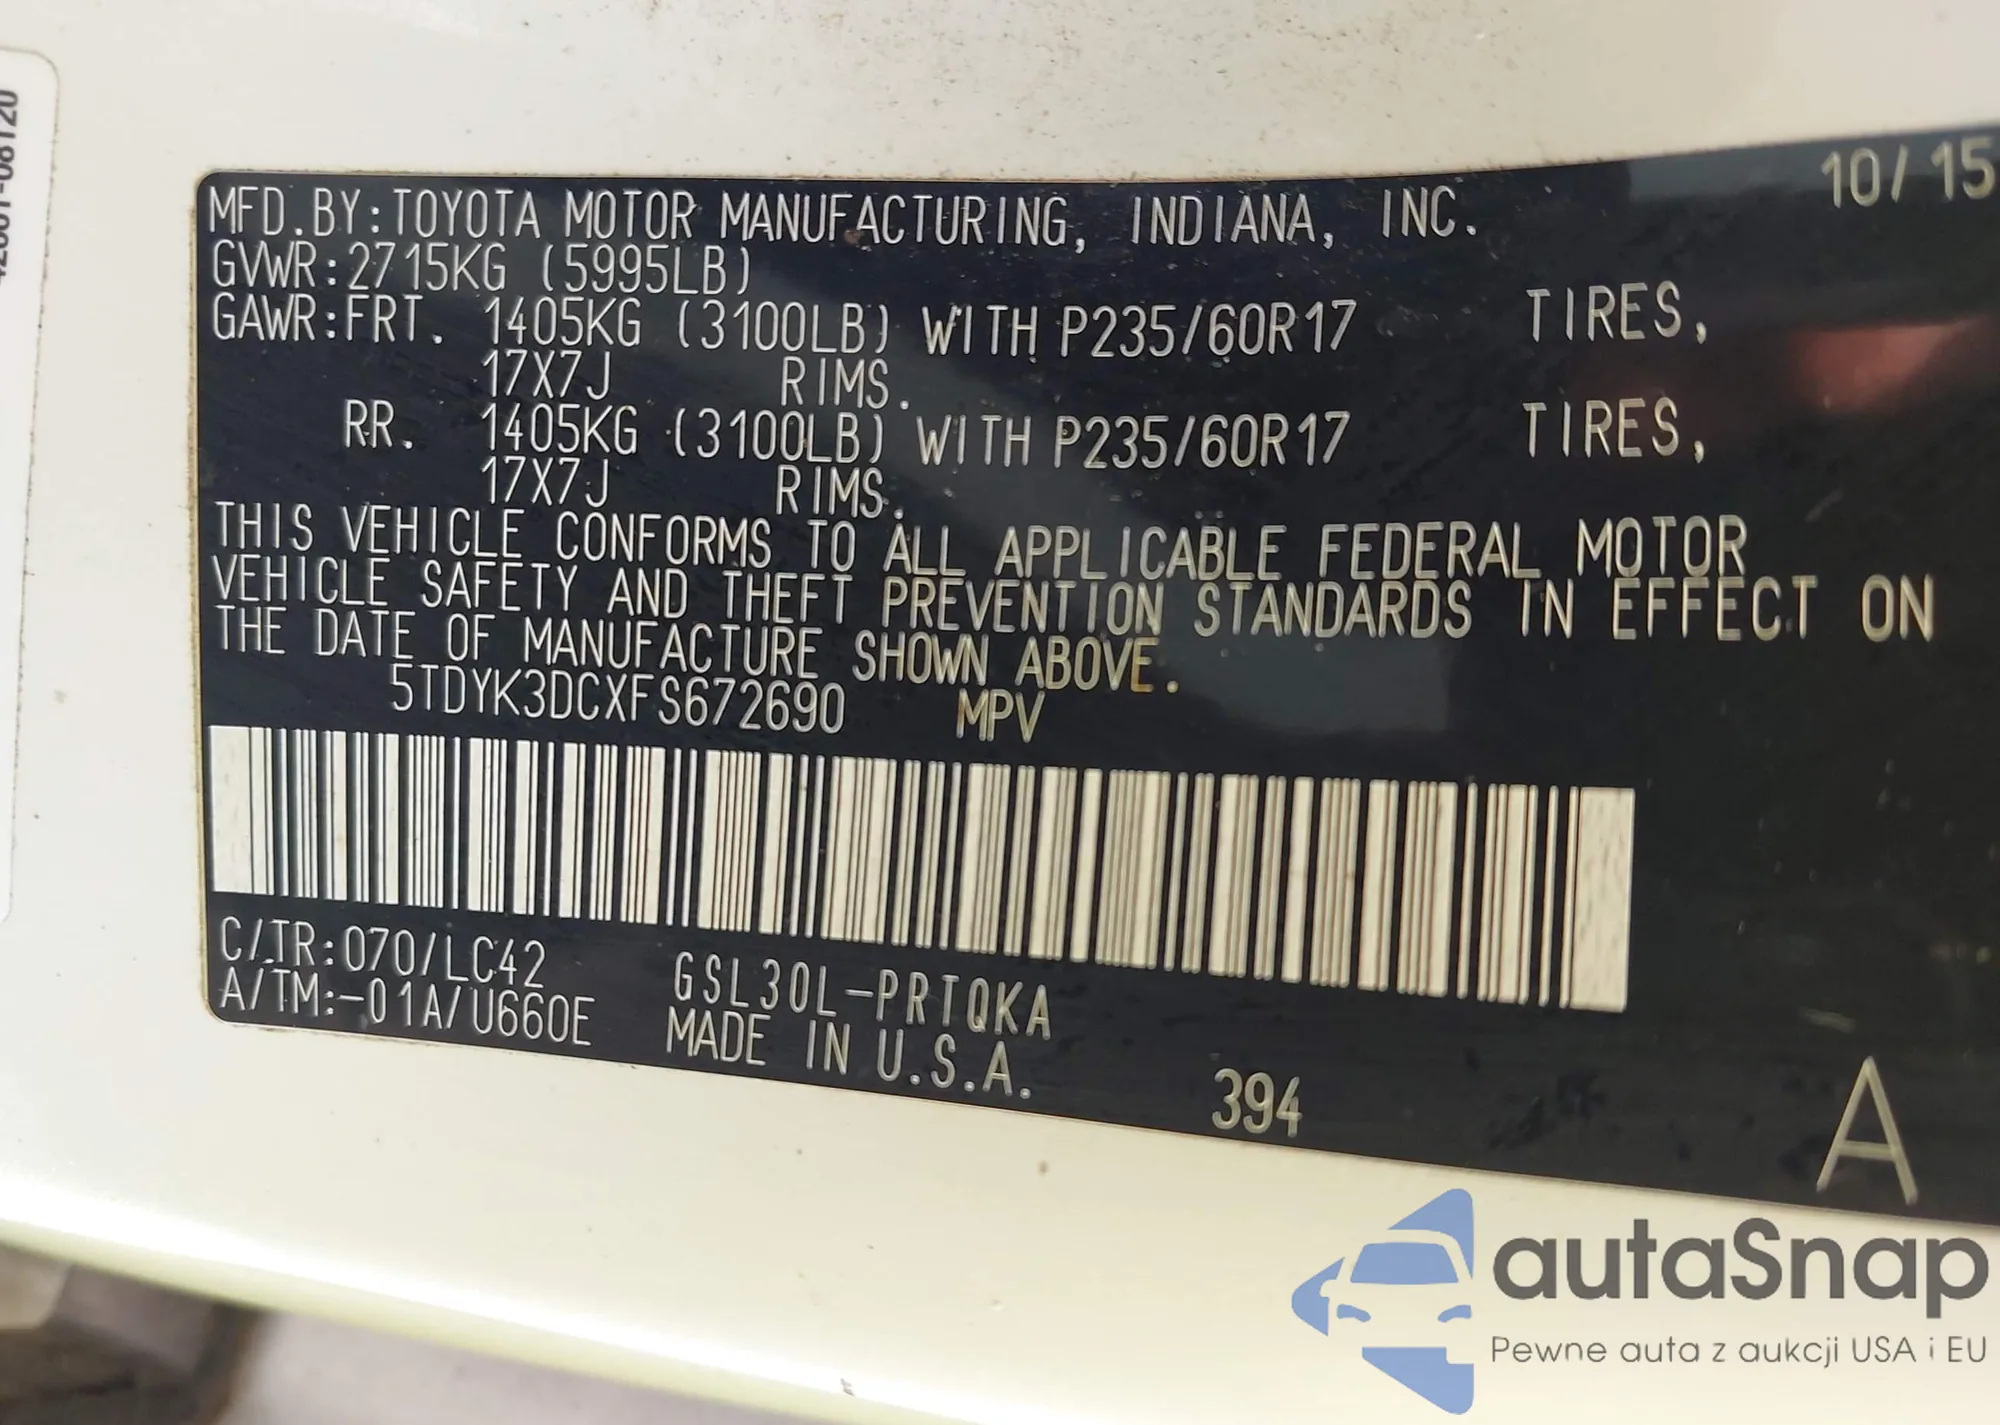 10/15
MFD.BY:TOYOTA MOTOR MANUFACTURING, INDIANA, INC.
GVWR:2715KG (5995LB)
GAWR:FRT. 1405KG (3100LB) WITH P235/60R17 TIRES,
17X7J RIMS.
RR. 1405KG (3100LB) WITH P235/60R17 TIRES,
17X7J RIMS.
THIS VEHICLE CONFORMS TO ALL APPLICABLE FEDERAL MOTOR
VEHICLE SAFETY AND THEFT PREVENTION STANDARDS IN EFFECT ON
THE DATE OF MANUFACTURE SHOWN ABOVE.
5TDYK3DCXFS672690 MPV
C/TR:070/LC42 GSL30L-PRTQKA
A/TM:-01A/U660E MADE IN U.S.A.
394
A
autaSnap
Pewne auta z aukcji USA i EU